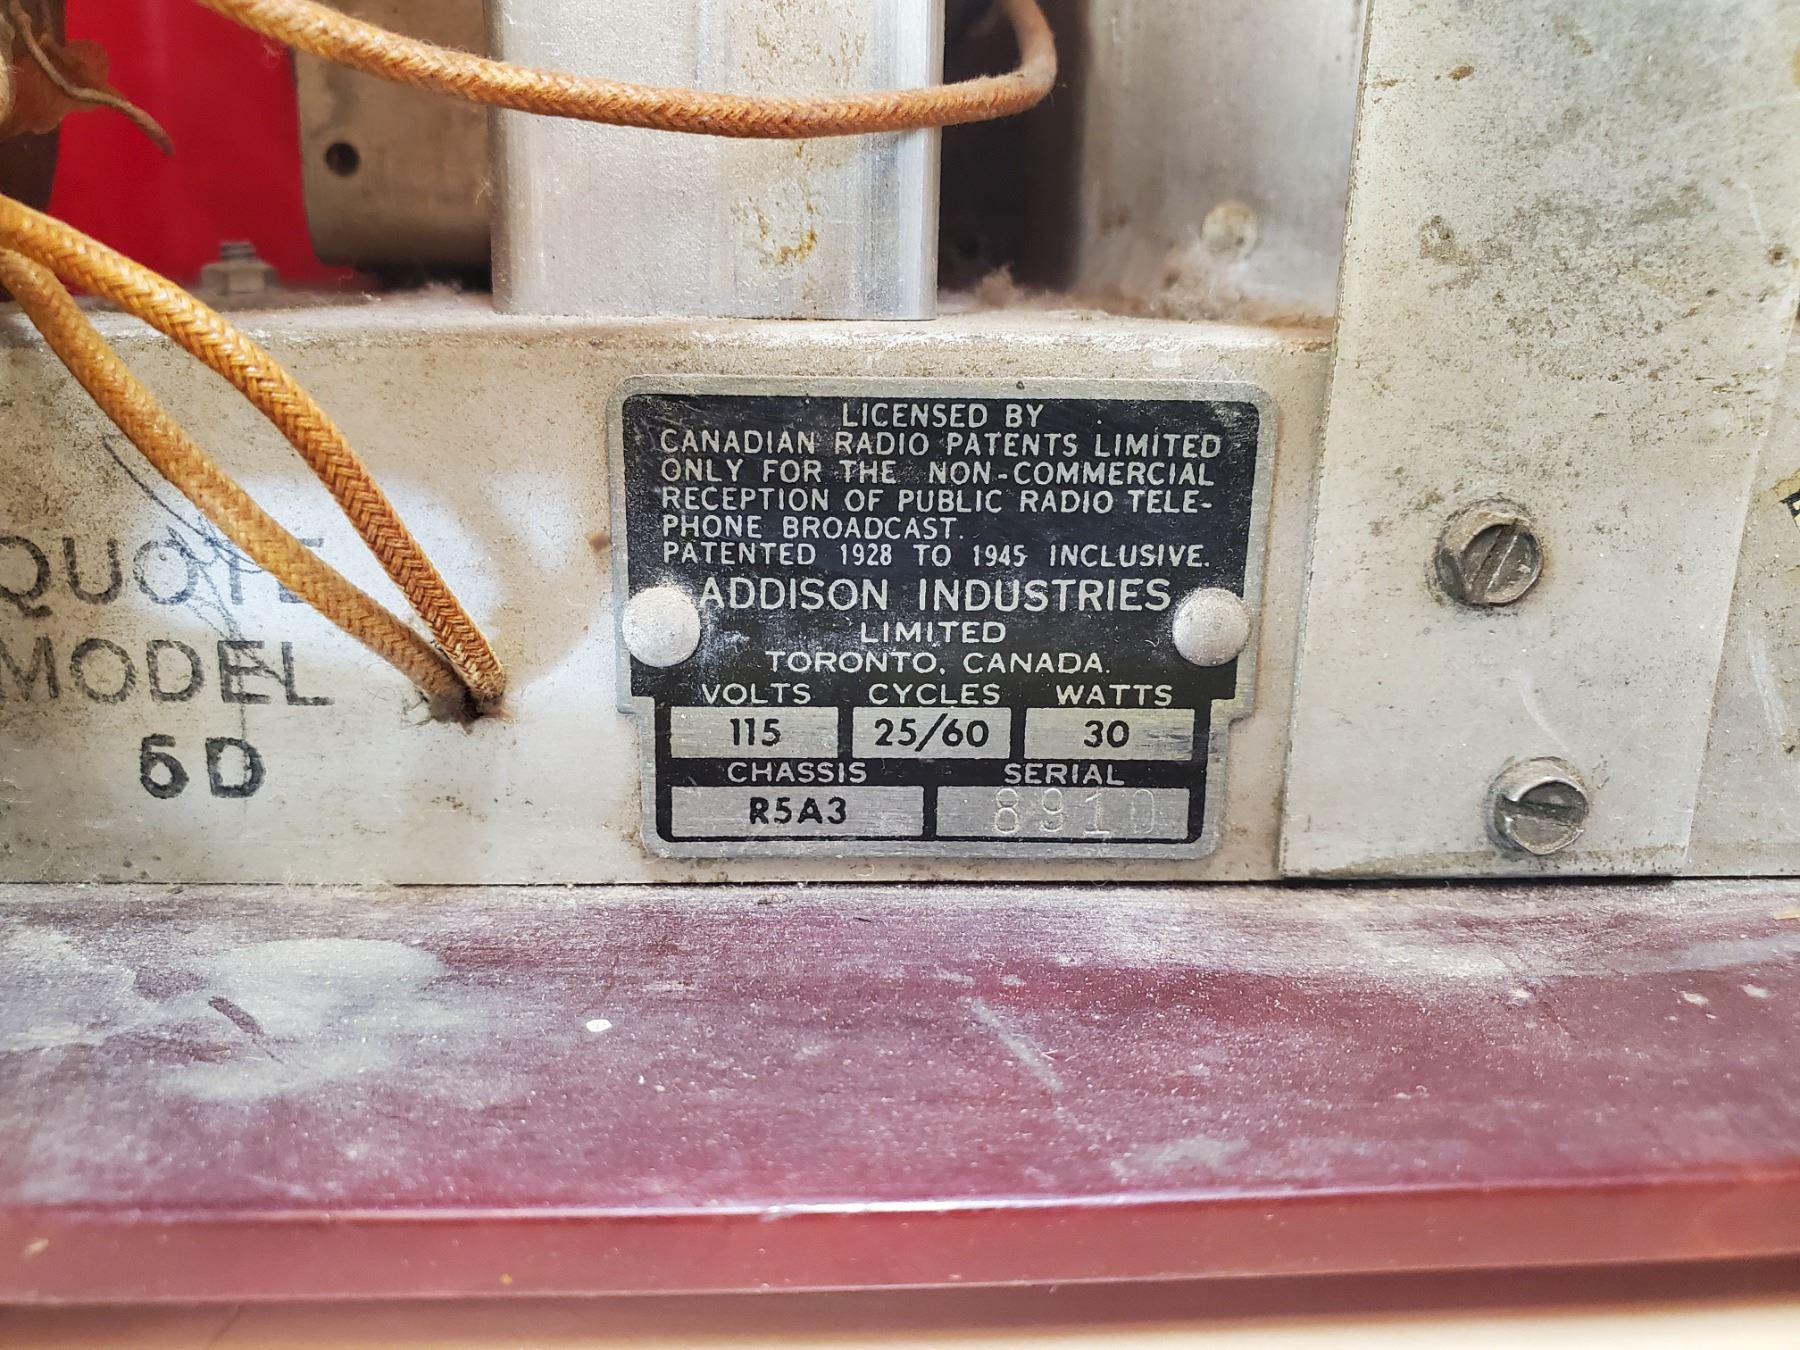 LICENSED BY
CANADIAN RADIO PATENTS LIMITED
ONLY FOR THE NON-COMMERCIAL
RECEPTION OF PUBLIC RADIO TELE-
PHONE BROADCAST.
PATENTED 1928 TO 1945 INCLUSIVE.
ADDISON INDUSTRIES
LIMITED
TORONTO, CANADA.
VOLTS CYCLES WATTS
115 25/60 30
CHASSIS SERIAL
R5A3 8910
QUOTE
MODEL
5D